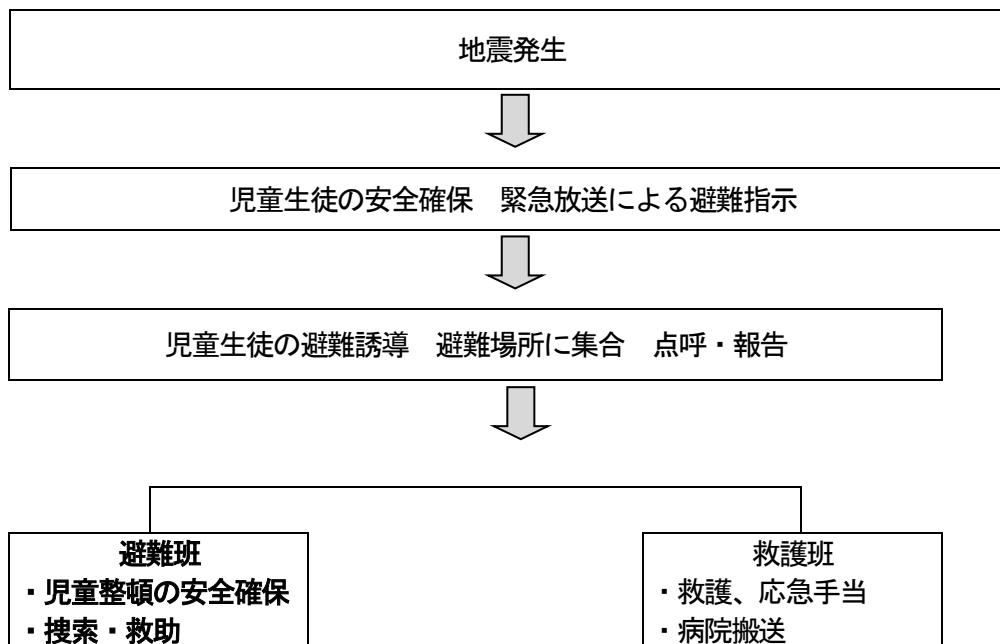 地震発生
児童生徒の安全確保　緊急放送による避難指示
児童生徒の避難誘導　避難場所に集合　点呼・報告
避難班
・児童整頓の安全確保
・捜索・救助
救護班
・救護、応急手当
・病院搬送